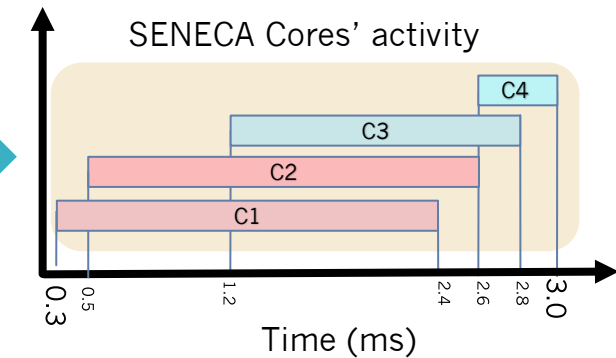 SENECA Cores’ activity
C4
C3
C2
C1
0.3
0.5
1.2
2.4
2.6
2.8
3.0
Time (ms)